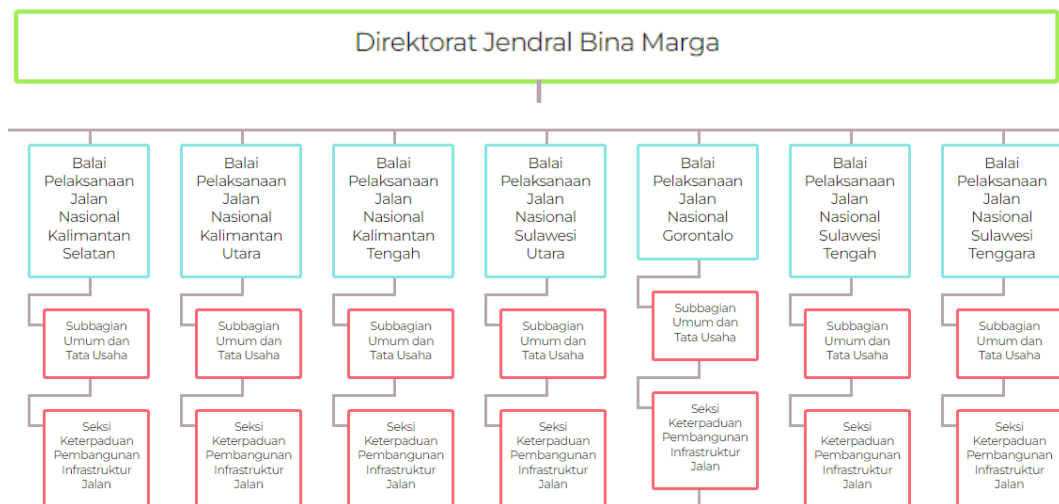 Direktorat Jendral Bina Marga
Balai
Pelaksanaan
Jalan
Nasional
Kalimantan
Selatan
Balai
Pelaksanaan
Jalan
Nasional
Kalimantan
Utara
Balai
Pelaksanaan
Jalan
Nasional
Kalimantan
Tengah
Balai
Pelaksanaan
Jalan
Nasional
Sulawesi
Utara
Balai
Pelaksanaan
Jalan
Nasional
Gorontalo
Balai
Pelaksanaan
Jalan
Nasional
Sulawesi
Tengah
Balai
Pelaksanaan
Jalan
Nasional
Sulawesi
Tenggara
Subbagian
Umum dan
Tata Usaha
Subbagian
Umum dan
Tata Usaha
Subbagian
Umum dan
Tata Usaha
Subbagian
Umum dan
Tata Usaha
Subbagian
Umum dan
Tata Usaha
Subbagian
Umum dan
Tata Usaha
Subbagian
Umum dan
Tata Usaha
Seksi
Keterpaduan
Pembangunan
Infrastruktur
Jalan
Seksi
Keterpaduan
Pembangunan
Infrastruktur
Jalan
Seksi
Keterpaduan
Pembangunan
Infrastruktur
Jalan
Seksi
Keterpaduan
Pembangunan
Infrastruktur
Jalan
Seksi
Keterpaduan
Pembangunan
Infrastruktur
Jalan
Seksi
Keterpaduan
Pembangunan
Infrastruktur
Jalan
Seksi
Keterpaduan
Pembangunan
Infrastruktur
Jalan